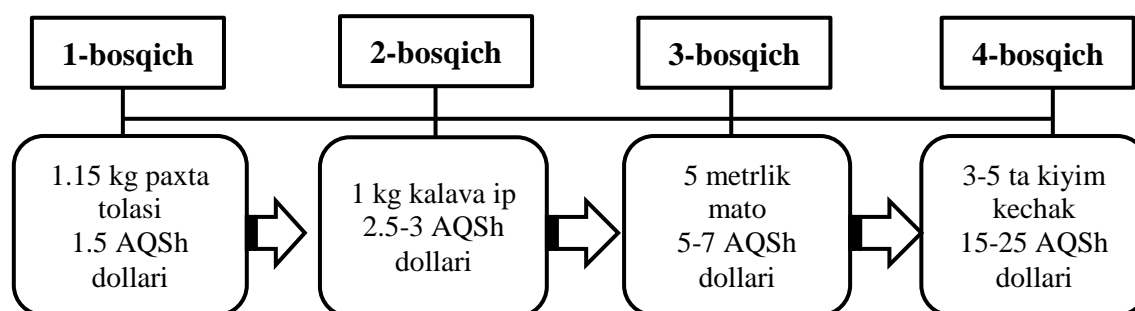 1-bosqich
2-bosqich
3-bosqich
4-bosqich
1.15 kg paxta
tolasi
1.5 AQSh
dollari
1 kg kalava ip
2.5-3 AQSh
dollari
5 metrlik
mato
5-7 AQSh
dollari
3-5 ta kiyim
kechak
15-25 AQSh
dollari